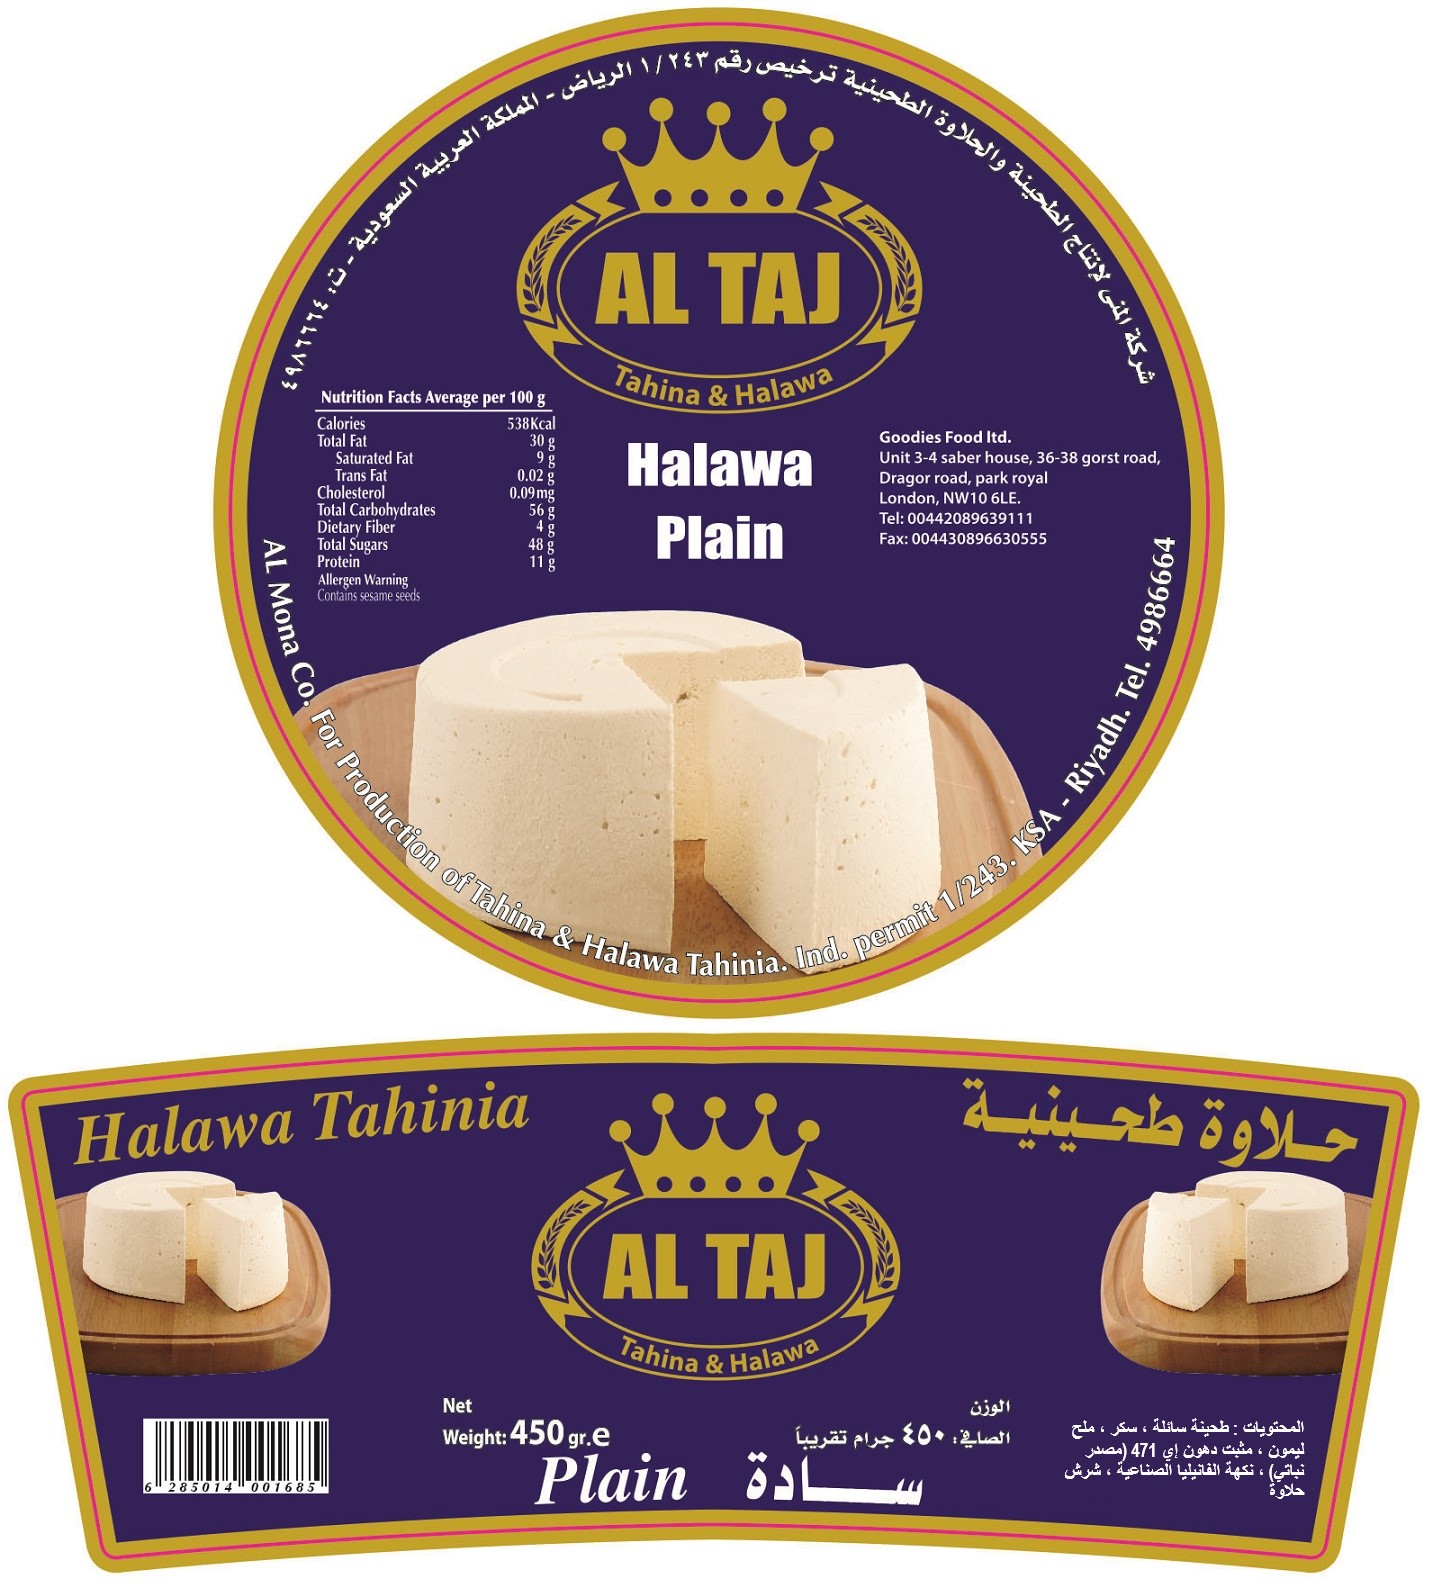 شركة المنى لإنتاج الطحينة والحلاوة الطحينية ترخيص رقم ٢٤٣ / ١ الرياض - المملكة العربية السعودية - ت: ٤٩٨٦٦٦٤
AL TAJ
Tahina & Halawa
Nutrition Facts Average per 100 g
Calories 538Kcal
Total Fat 30 g
Saturated Fat 9 g
Trans Fat 0.02 g
Cholesterol 0.09mg
Total Carbohydrates 56 g
Dietary Fiber 4 g
Total Sugars 48 g
Protein 11 g
Allergen Warning
Contains sesame seeds
Halawa
Plain
Goodies Food ltd.
Unit 3-4 saber house, 36-38 gorst road,
Dragor road, park royal
London, NW10 6LE.
Tel: 00442089639111
Fax: 004430896630555
AL Mona Co. For Production of Tahina & Halawa Tahinia. Ind. permit 1/243. KSA - Riyadh. Tel. 4986664
Halawa Tahinia
حلاوة طحينية
AL TAJ
Tahina & Halawa
Net
Weight: 450 gr.e
الوزن
الصافي: ٤٥٠ جرام تقريباً
Plain
سادة
6 285014 001685
المحتويات : طحينة سائلة ، سكر ، ملح
ليمون ، مثبت دهون إي 471 (مصدر
نباتي) ، نكهة الفانيليا الصناعية ، شرش
حلاوة